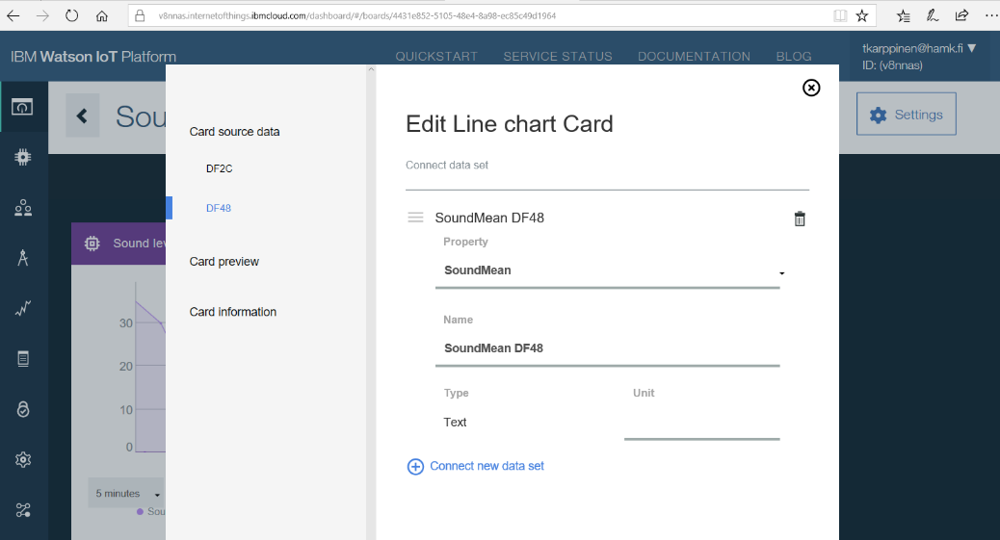 v8nnas.internetofthings.ibmcloud.com/dashboard/#/boards/4431e852-5105-48e4-8a98-ec85c49d1964
IBM Watson IoT Platform
QUICKSTART
SERVICE STATUS
DOCUMENTATION
BLOG
tkarppinen@hamk.fi
ID: (v8nnas)
Sou
Settings
Card source data
DF2C
DF48
Card preview
Card information
Edit Line chart Card
Connect data set
SoundMean DF48
Property
SoundMean
Name
SoundMean DF48
Type
Unit
Text
Connect new data set
Sound lev
30
20
10
0
5 minutes
Sou